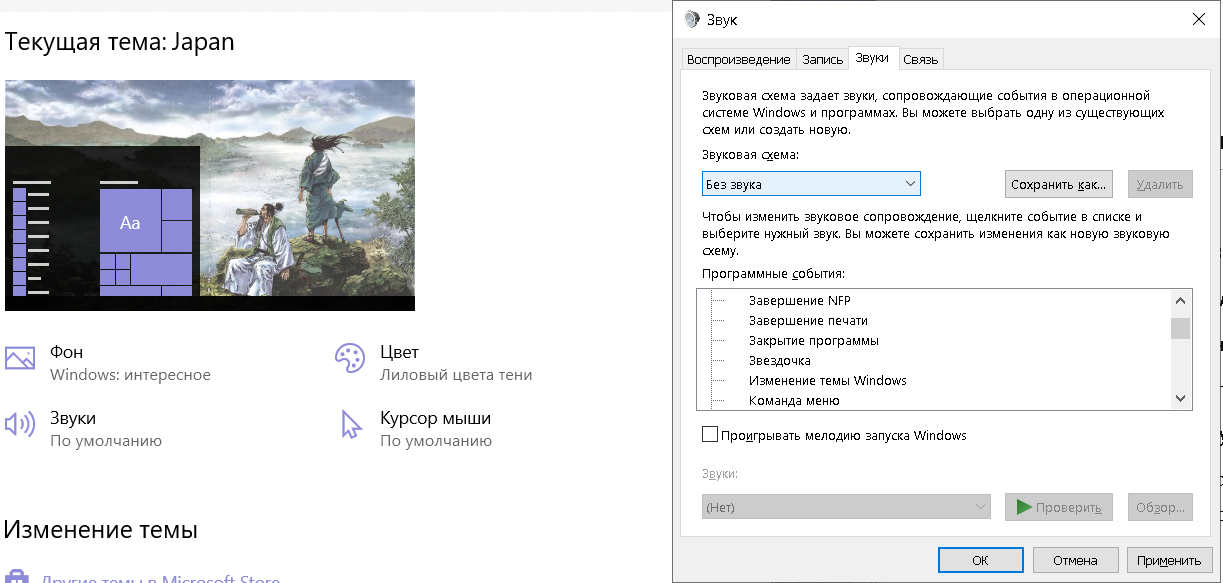 Текущая тема: Japan
Aa
Фон
Windows: интересное
Цвет
Лиловый цвета тени
Звуки
По умолчанию
Курсор мыши
По умолчанию
Изменение темы
Другие темы в Microsoft Store
Звук
Воспроизведение Запись Звуки Связь
Звуковая схема задает звуки, сопровождающие события в операционной
системе Windows и программах. Вы можете выбрать одну из существующих
схем или создать новую.
Звуковая схема:
Без звука
Сохранить как...
Удалить
Чтобы изменить звуковое сопровождение, щелкните событие в списке и
выберите нужный звук. Вы можете сохранить изменения как новую звуковую
схему.
Программные события:
Завершение NFP
Завершение печати
Закрытие программы
Звездочка
Изменение темы Windows
Команда меню
Проигрывать мелодию запуска Windows
Звуки:
(Нет)
Проверить
Обзор...
ОК
Отмена
Применить